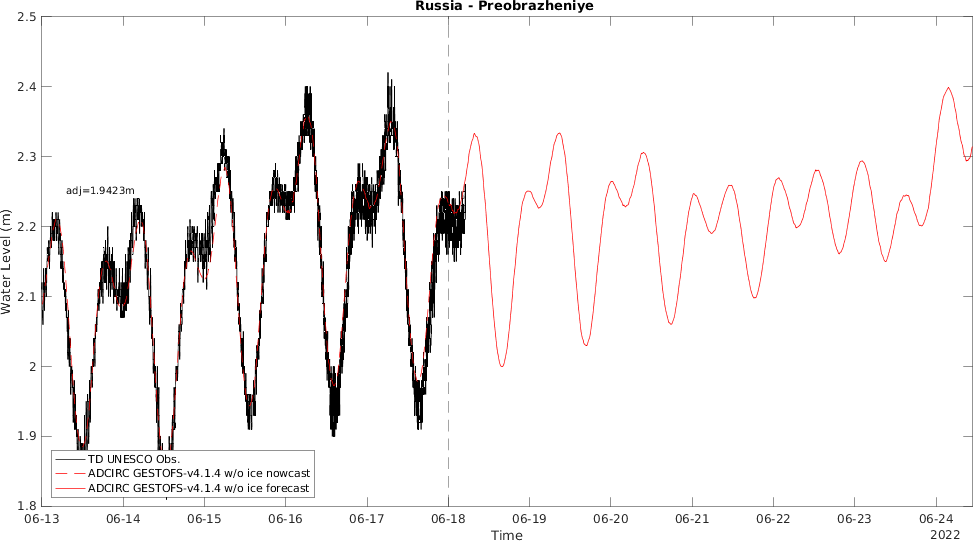 Russia - Preobrazheniye
2.5
2.4
2.3
2.2
2.1
2
1.9
1.8
Water Level (m)
adj=1.9423m
TD UNESCO Obs.
ADCIRC GESTOFS-v4.1.4 w/o ice nowcast
ADCIRC GESTOFS-v4.1.4 w/o ice forecast
06-13 06-14 06-15 06-16 06-17 06-18 06-19 06-20 06-21 06-22 06-23 06-24
2022
Time